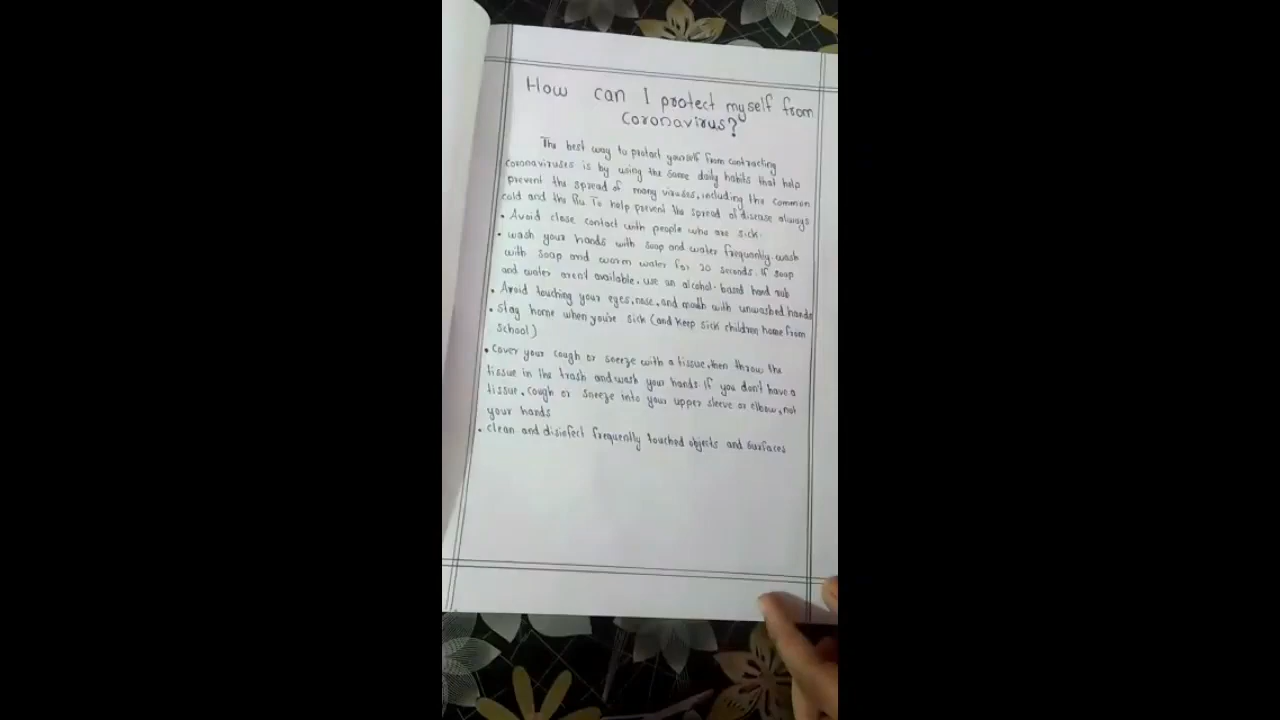 How can I protect myself from
coronavirus?
The best way to protect yourself from contracting
coronaviruses is by using the same daily habits that help
prevent the spread of many viruses, including the common
cold and the flu To help prevent the spread of disease always
• Avoid close contact with people who are sick.
• wash your hands with soap and water frequently. wash
with soap and warm water for 20 seconds. If soap
and water aren't available, use an alcohol-based hand rub
• Avoid touching your eyes, nose, and mouth with unwashed hands
• stay home when you're sick (and keep sick children home from
school)
• cover your cough or sneeze with a tissue, then throw the
tissue in the trash and wash your hands If you don't have a
tissue, cough or sneeze into your upper sleeve or elbow, not
your hands
• clean and disinfect frequently touched objects and surfaces